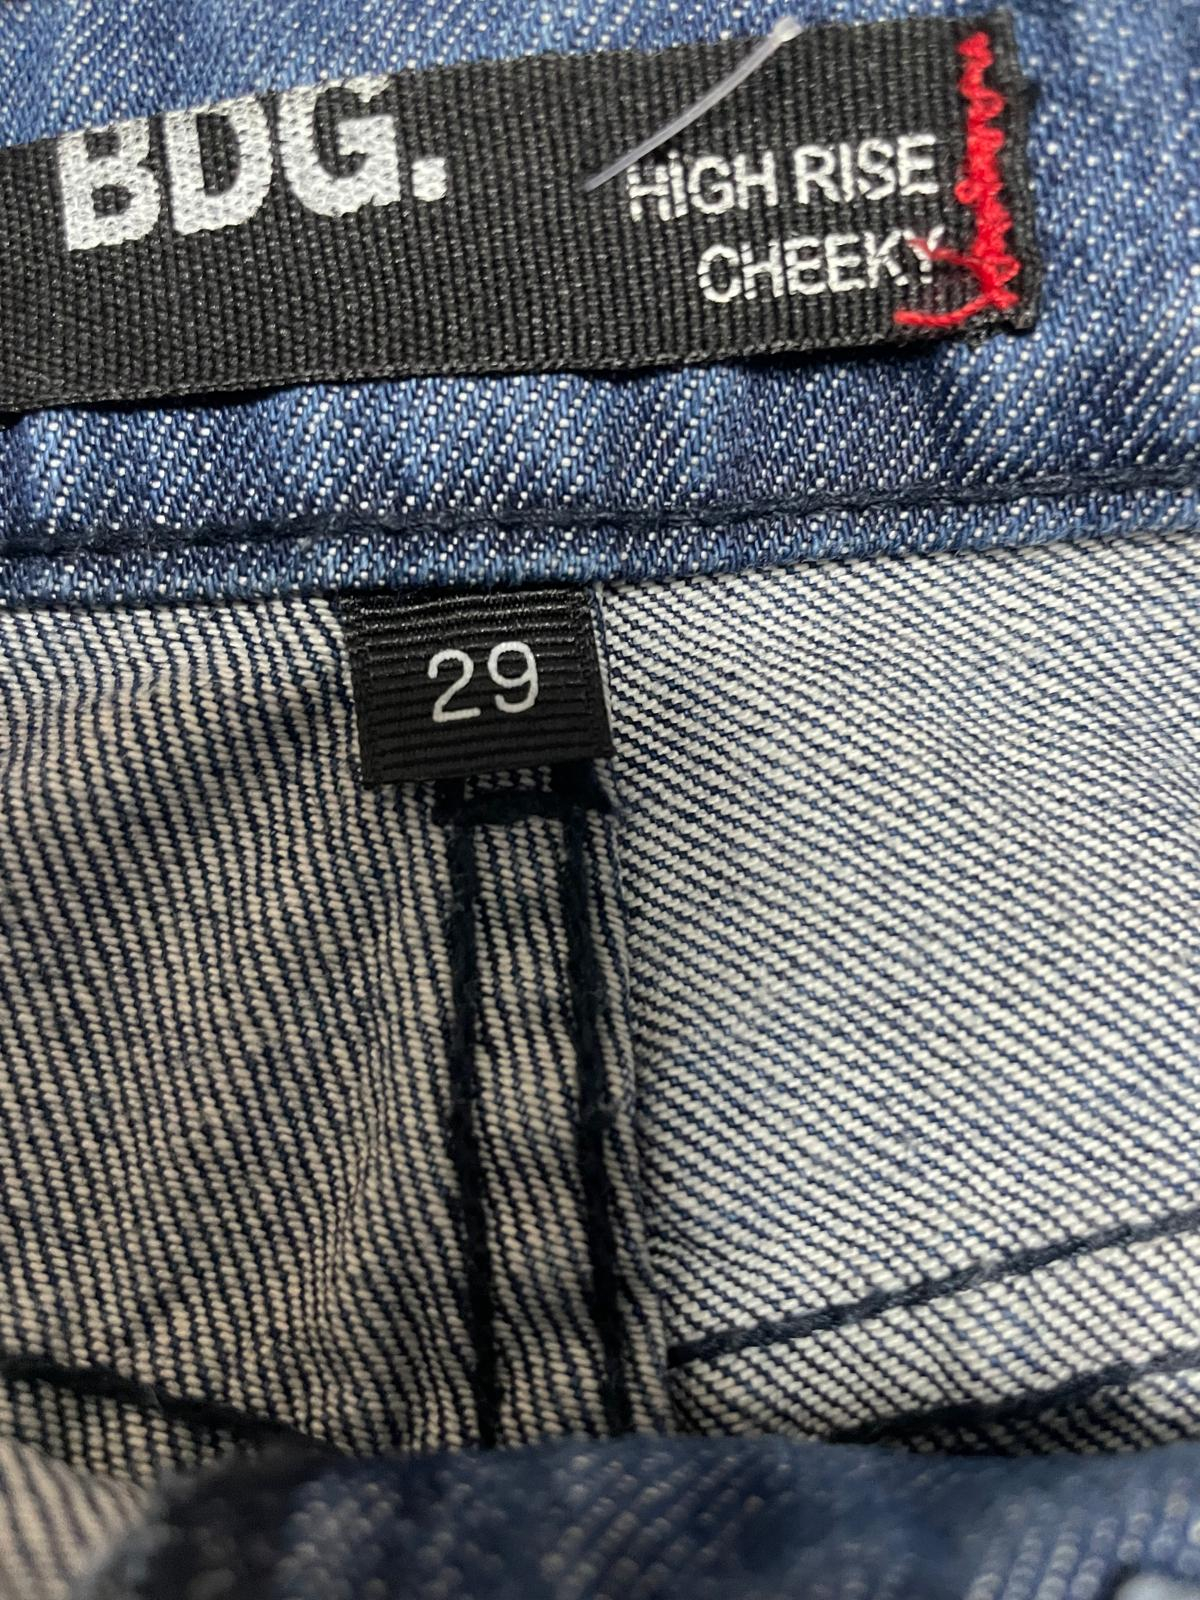 BDG.
HIGH RISE
CHEEKY
29